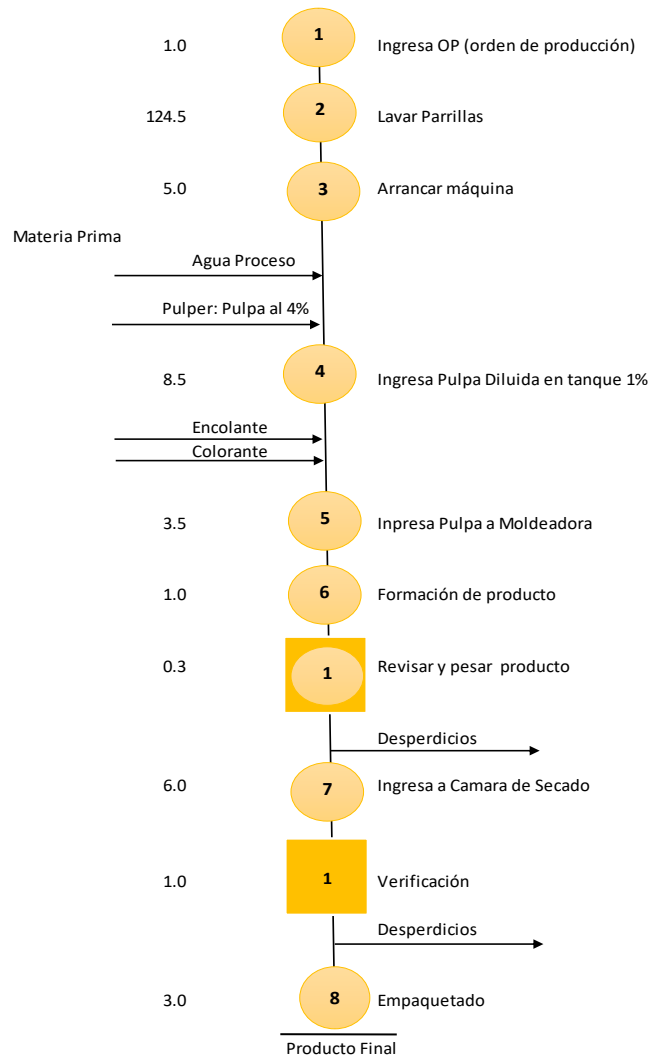 1.0 1 Ingresa OP (orden de producción)
124.5 2 Lavar Parrillas
5.0 3 Arrancar máquina
Materia Prima
Agua Proceso
Pulper: Pulpa al 4%
8.5 4 Ingresa Pulpa Diluida en tanque 1%
Encolante
Colorante
3.5 5 Inpresa Pulpa a Moldeadora
1.0 6 Formación de producto
0.3 1 Revisar y pesar producto
Desperdicios
6.0 7 Ingresa a Camara de Secado
1.0 1 Verificación
Desperdicios
3.0 8 Empaquetado
Producto Final